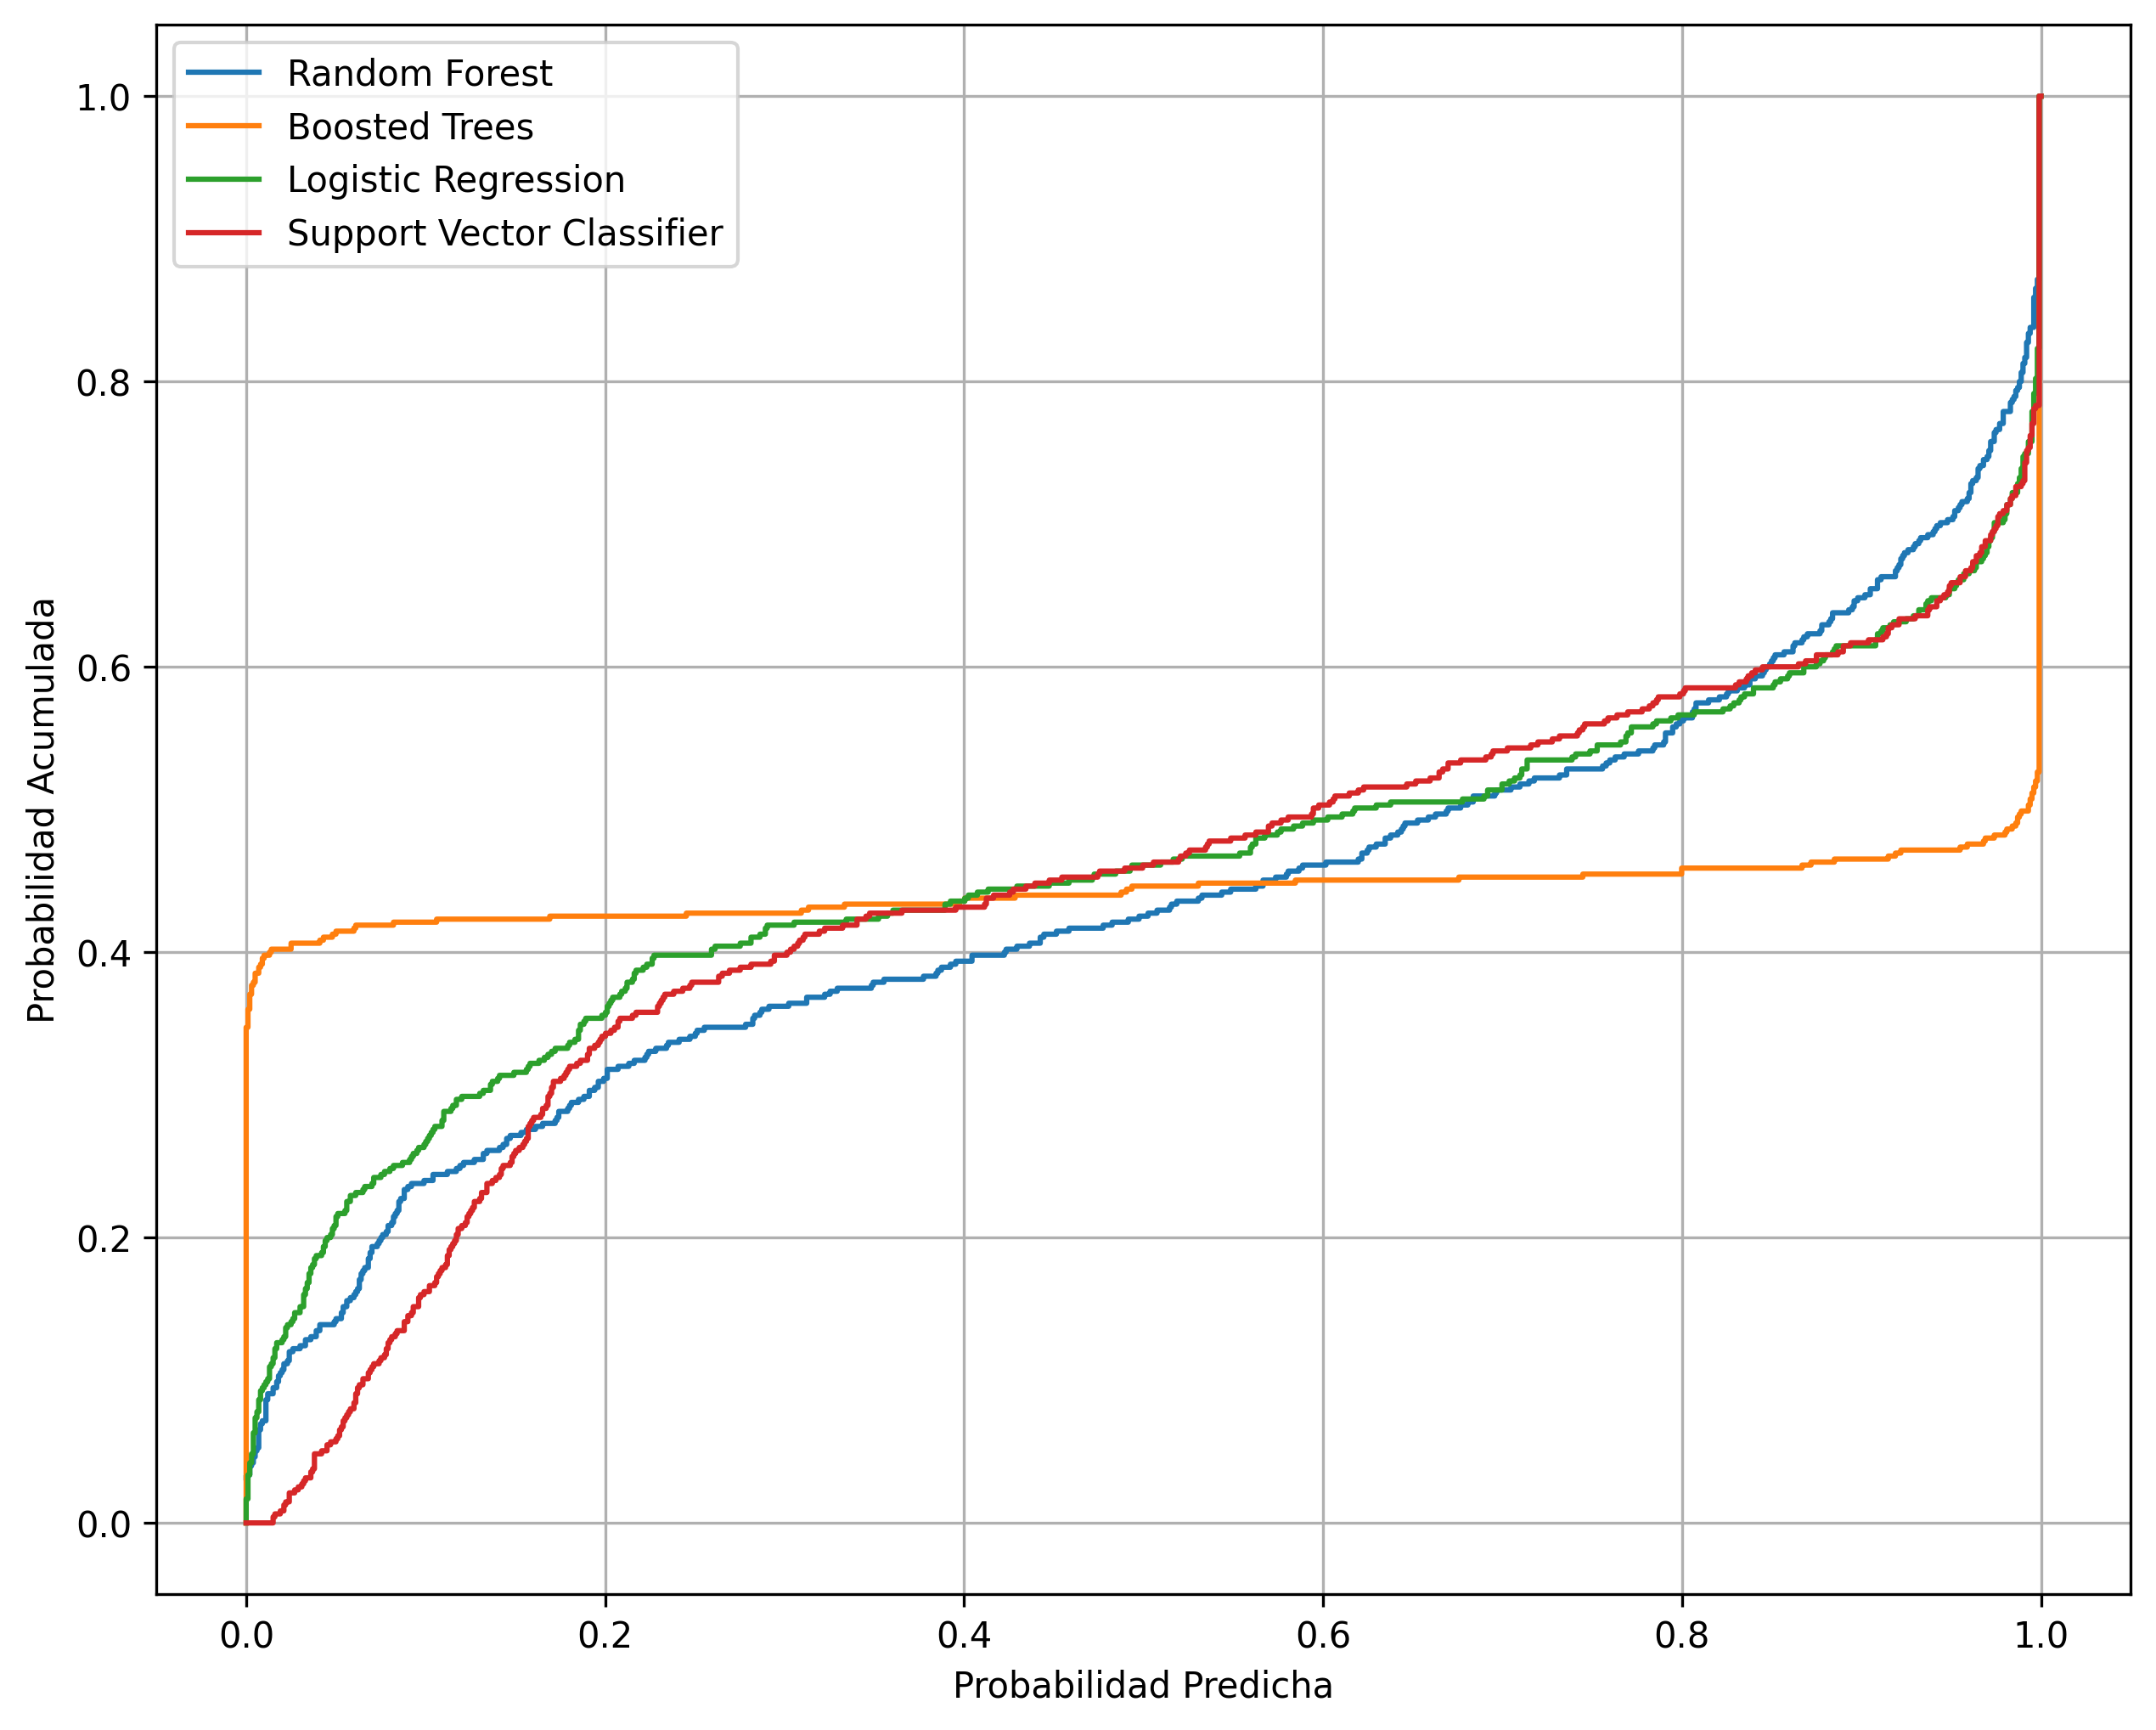 Random Forest
Boosted Trees
Logistic Regression
Support Vector Classifier
Probabilidad Acumulada
1.0
0.8
0.6
0.4
0.2
0.0
0.0 0.2 0.4 0.6 0.8 1.0
Probabilidad Predicha